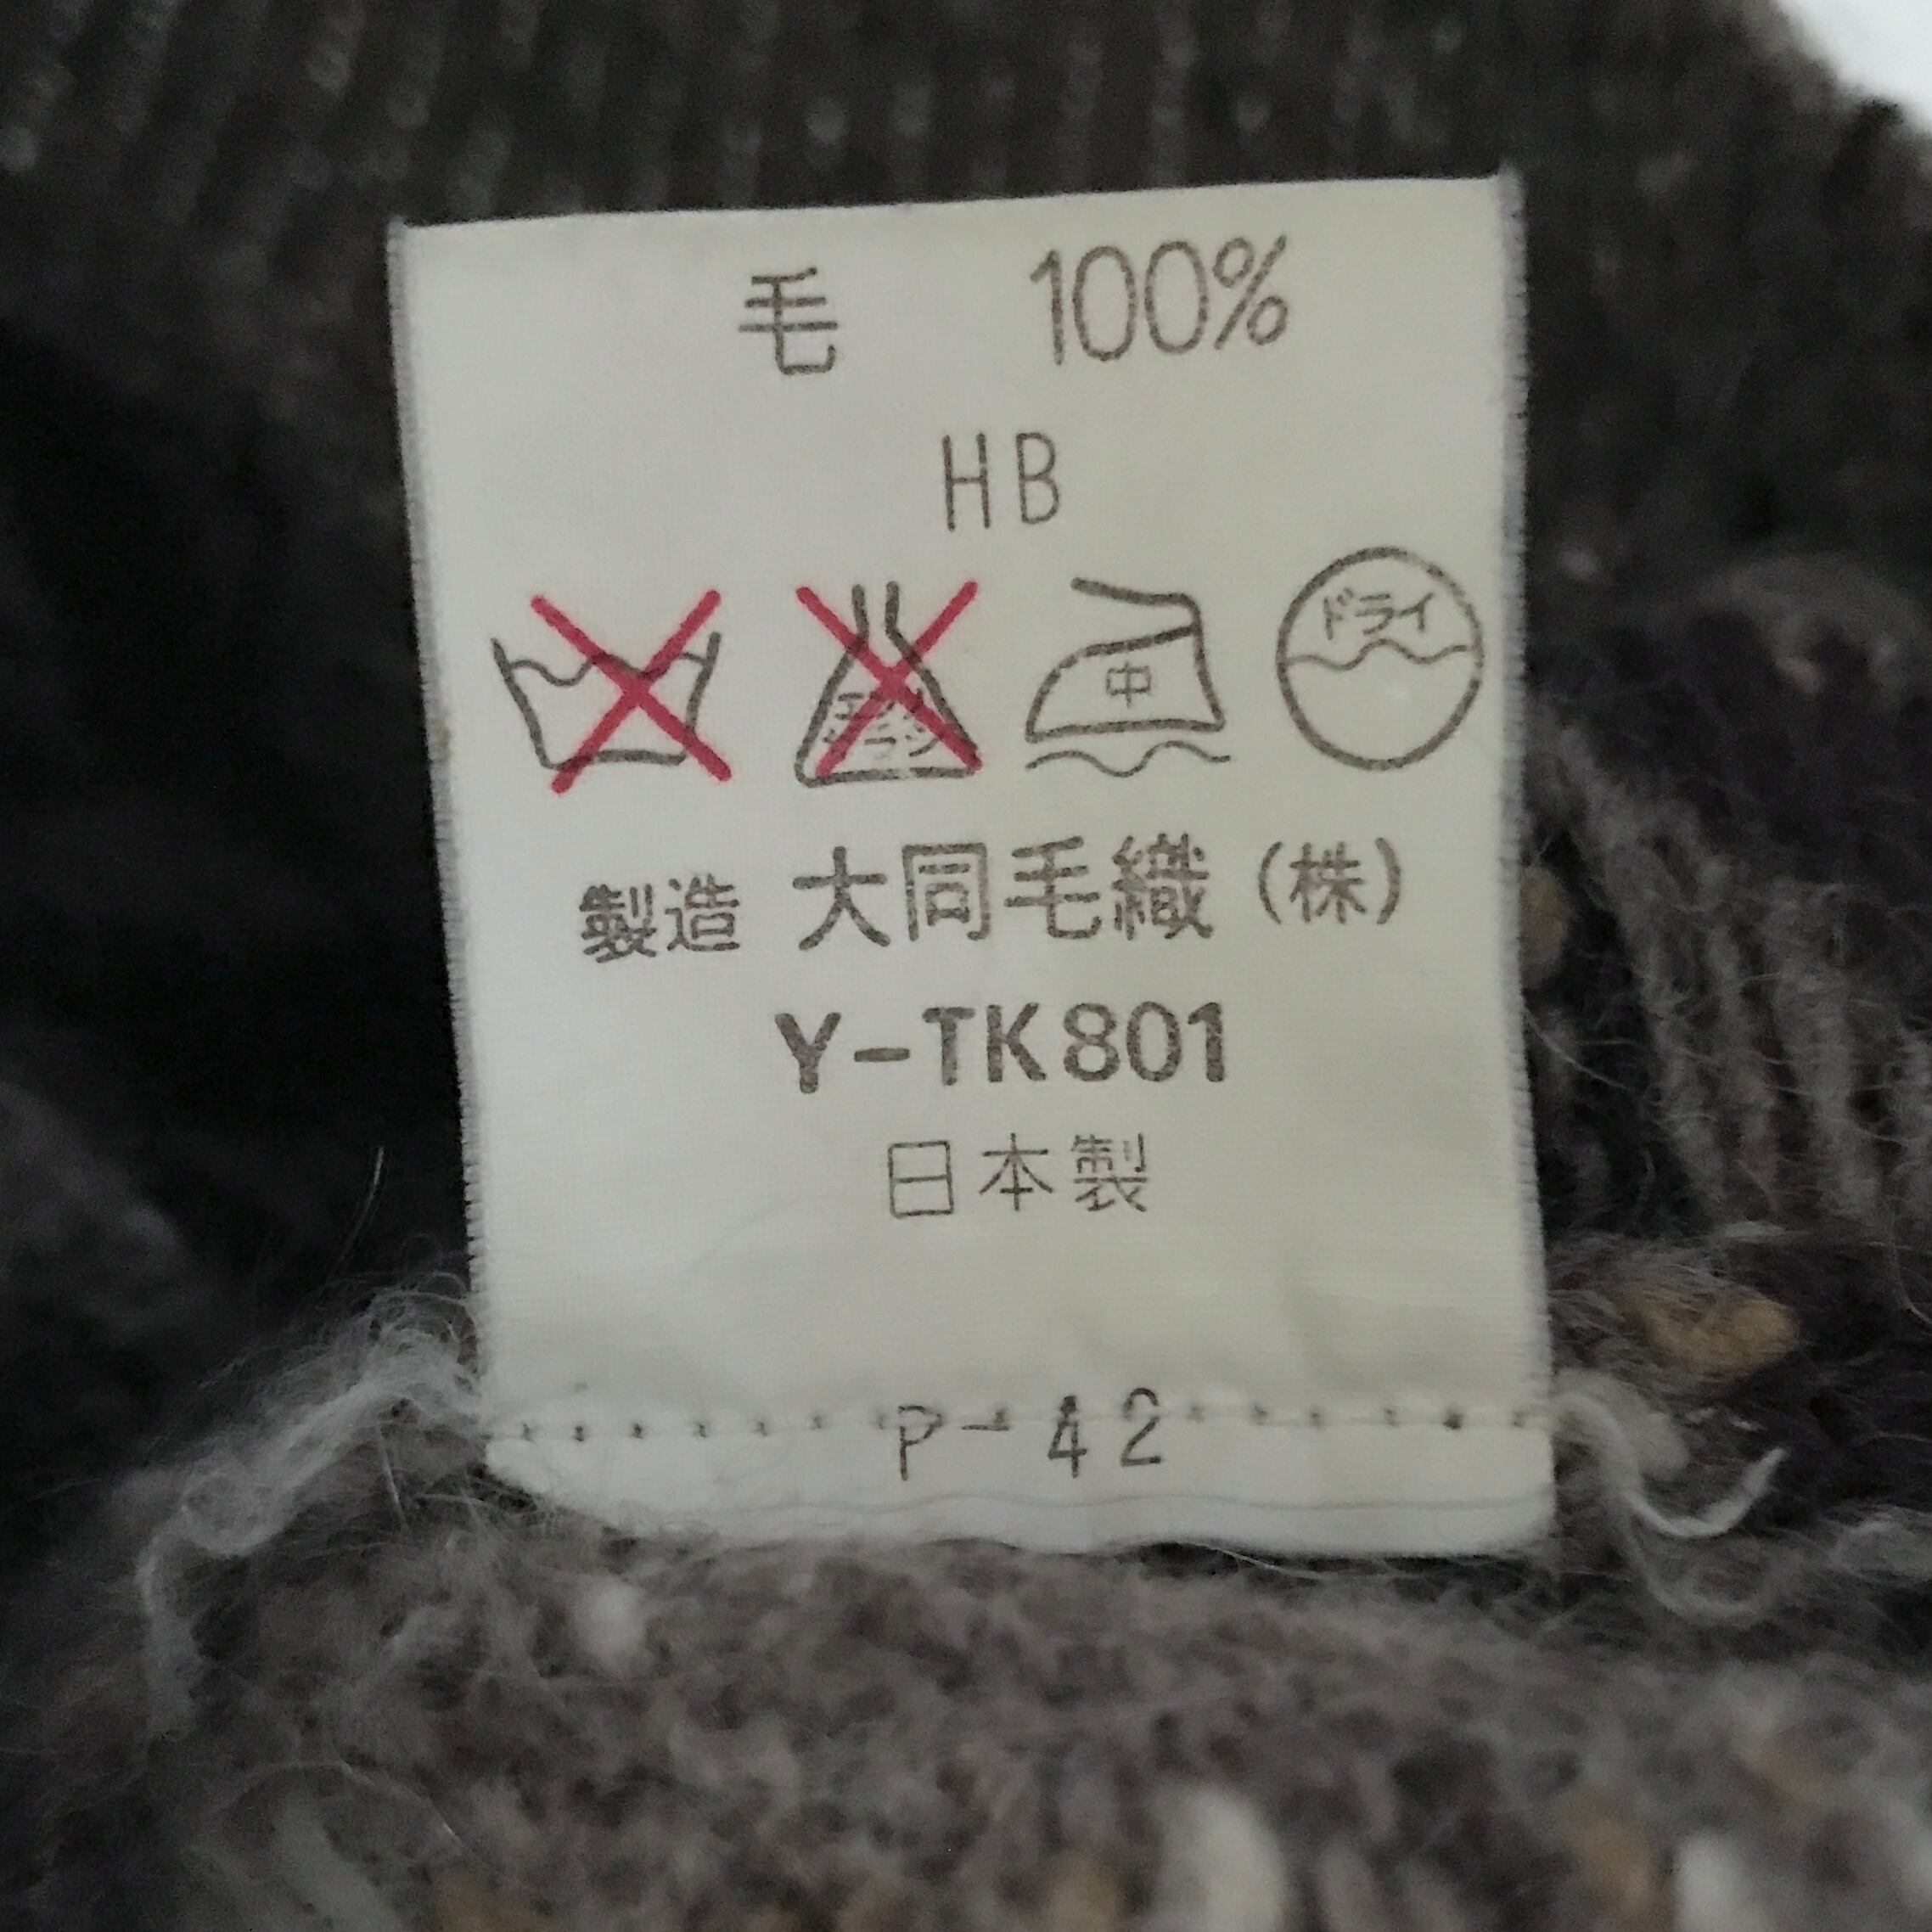 毛 100%
HB
中 ドライ
製造 大同毛織(株)
Y-TK801
日本製
P-42